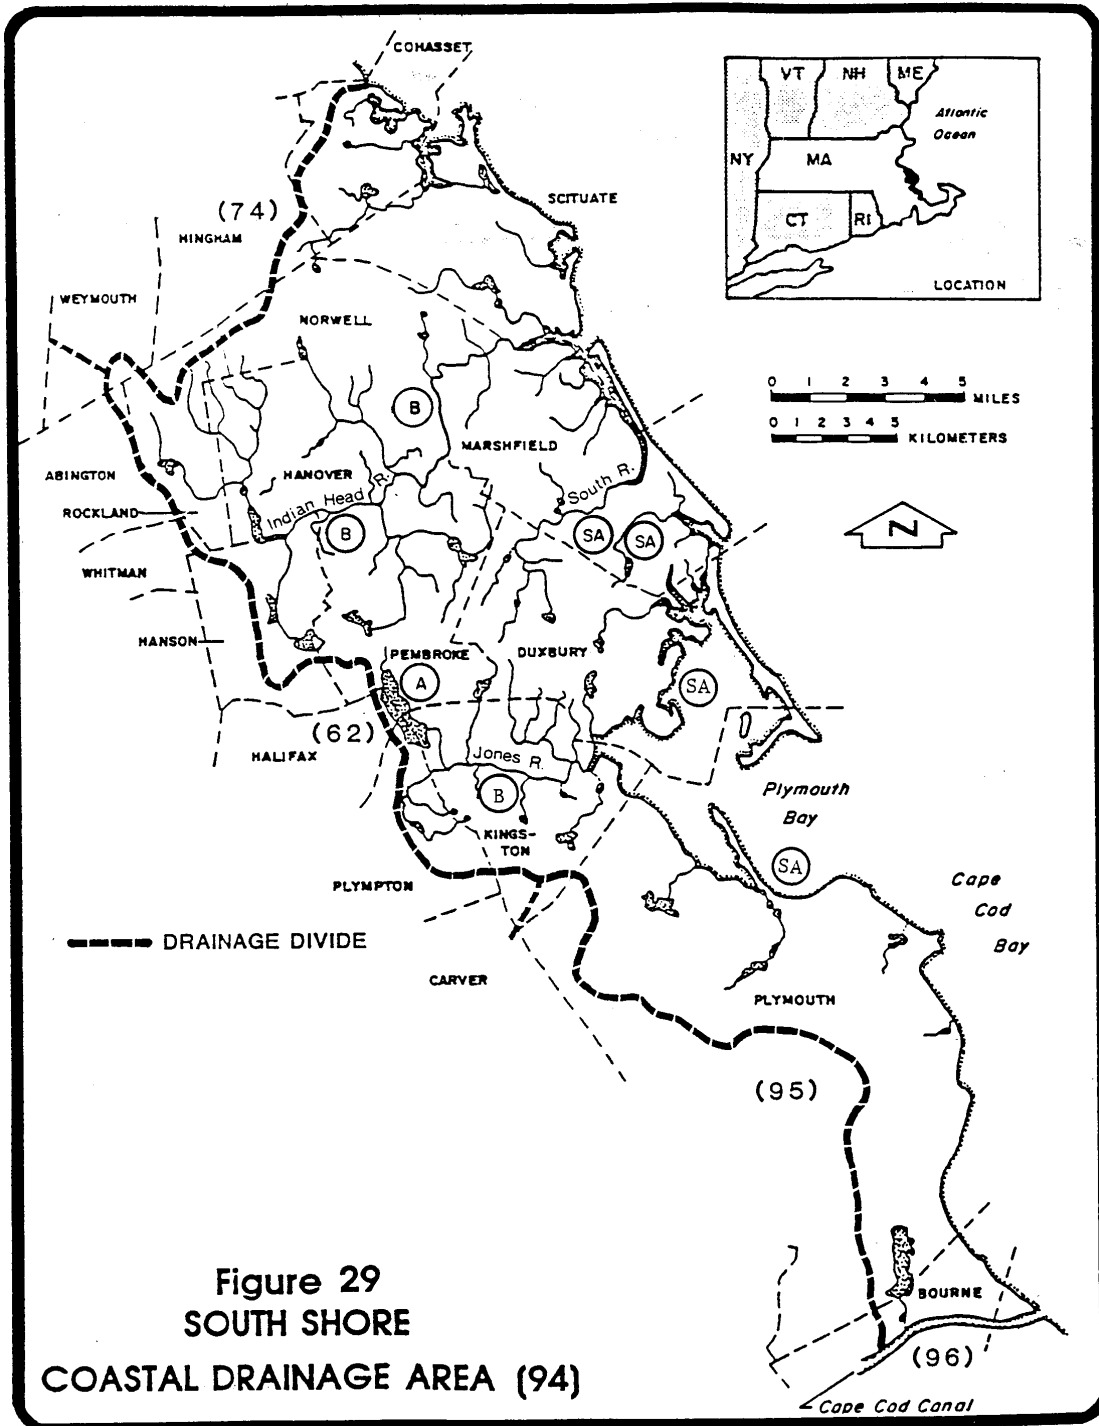 COHASSET
VT NH ME
Atlantic
Ocean
NY MA
CT RI
LOCATION
SCITUATE
(74)
HINGHAM
WEYMOUTH
NORWELL
0 1 2 3 4 5
MILES
0 1 2 3 4 5
KILOMETERS
B
MARSHFIELD
ABINGTON
HANOVER
South R.
Indian Head R.
ROCKLAND
B
SA
SA
N
WHITMAN
HANSON
PEMBROKE
DUXBURY
A
SA
(62)
HALIFAX
Jones R.
B
Plymouth
Bay
KINGS-
TON
SA
PLYMPTON
Cape
Cod
Bay
DRAINAGE DIVIDE
CARVER
PLYMOUTH
(95)
BOURNE
(96)
Cape Cod Canal
Figure 29
SOUTH SHORE
COASTAL DRAINAGE AREA (94)